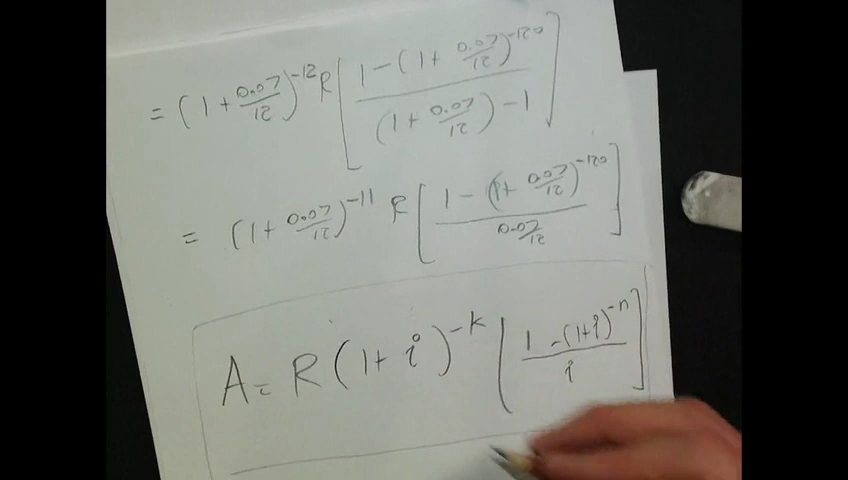 = (1 + 0.07/12)^-12 R [ (1 - (1 + 0.07/12)^-120) / ((1 + 0.07/12) - 1) ]
= (1 + 0.07/12)^-11 R [ (1 - (1 + 0.07/12)^-120) / (0.07/12) ]
A = R (1 + i)^-k [ (1 - (1+i)^-n) / i ]